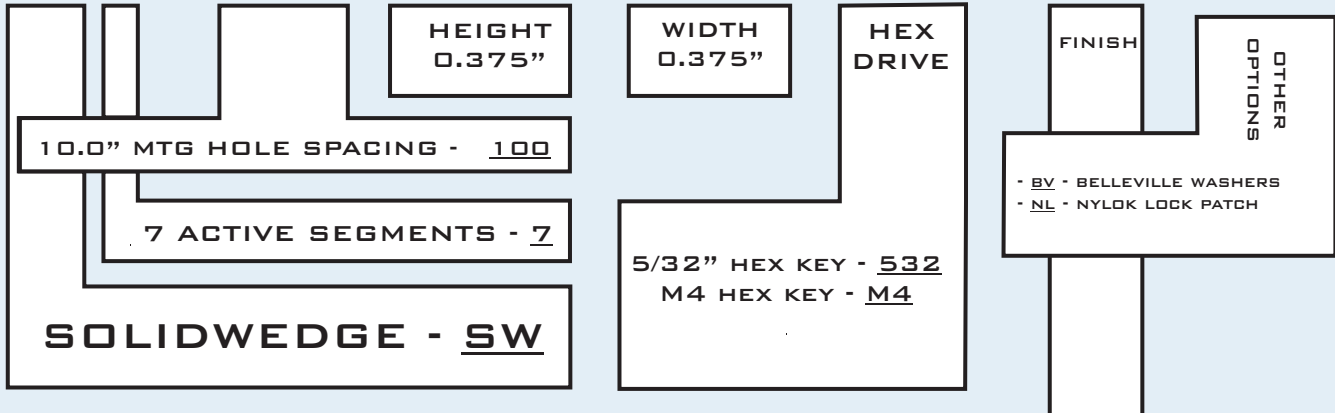 HEIGHT
0.375”
WIDTH
0.375”
HEX
DRIVE
FINISH
OTHER
OPTIONS
10.0” MTG HOLE SPACING - 100
7 ACTIVE SEGMENTS - 7
SOLIDWEDGE - SW
5/32” HEX KEY - 532
M4 HEX KEY - M4
- BV - BELLEVILLE WASHERS
- NL - NYLOK LOCK PATCH